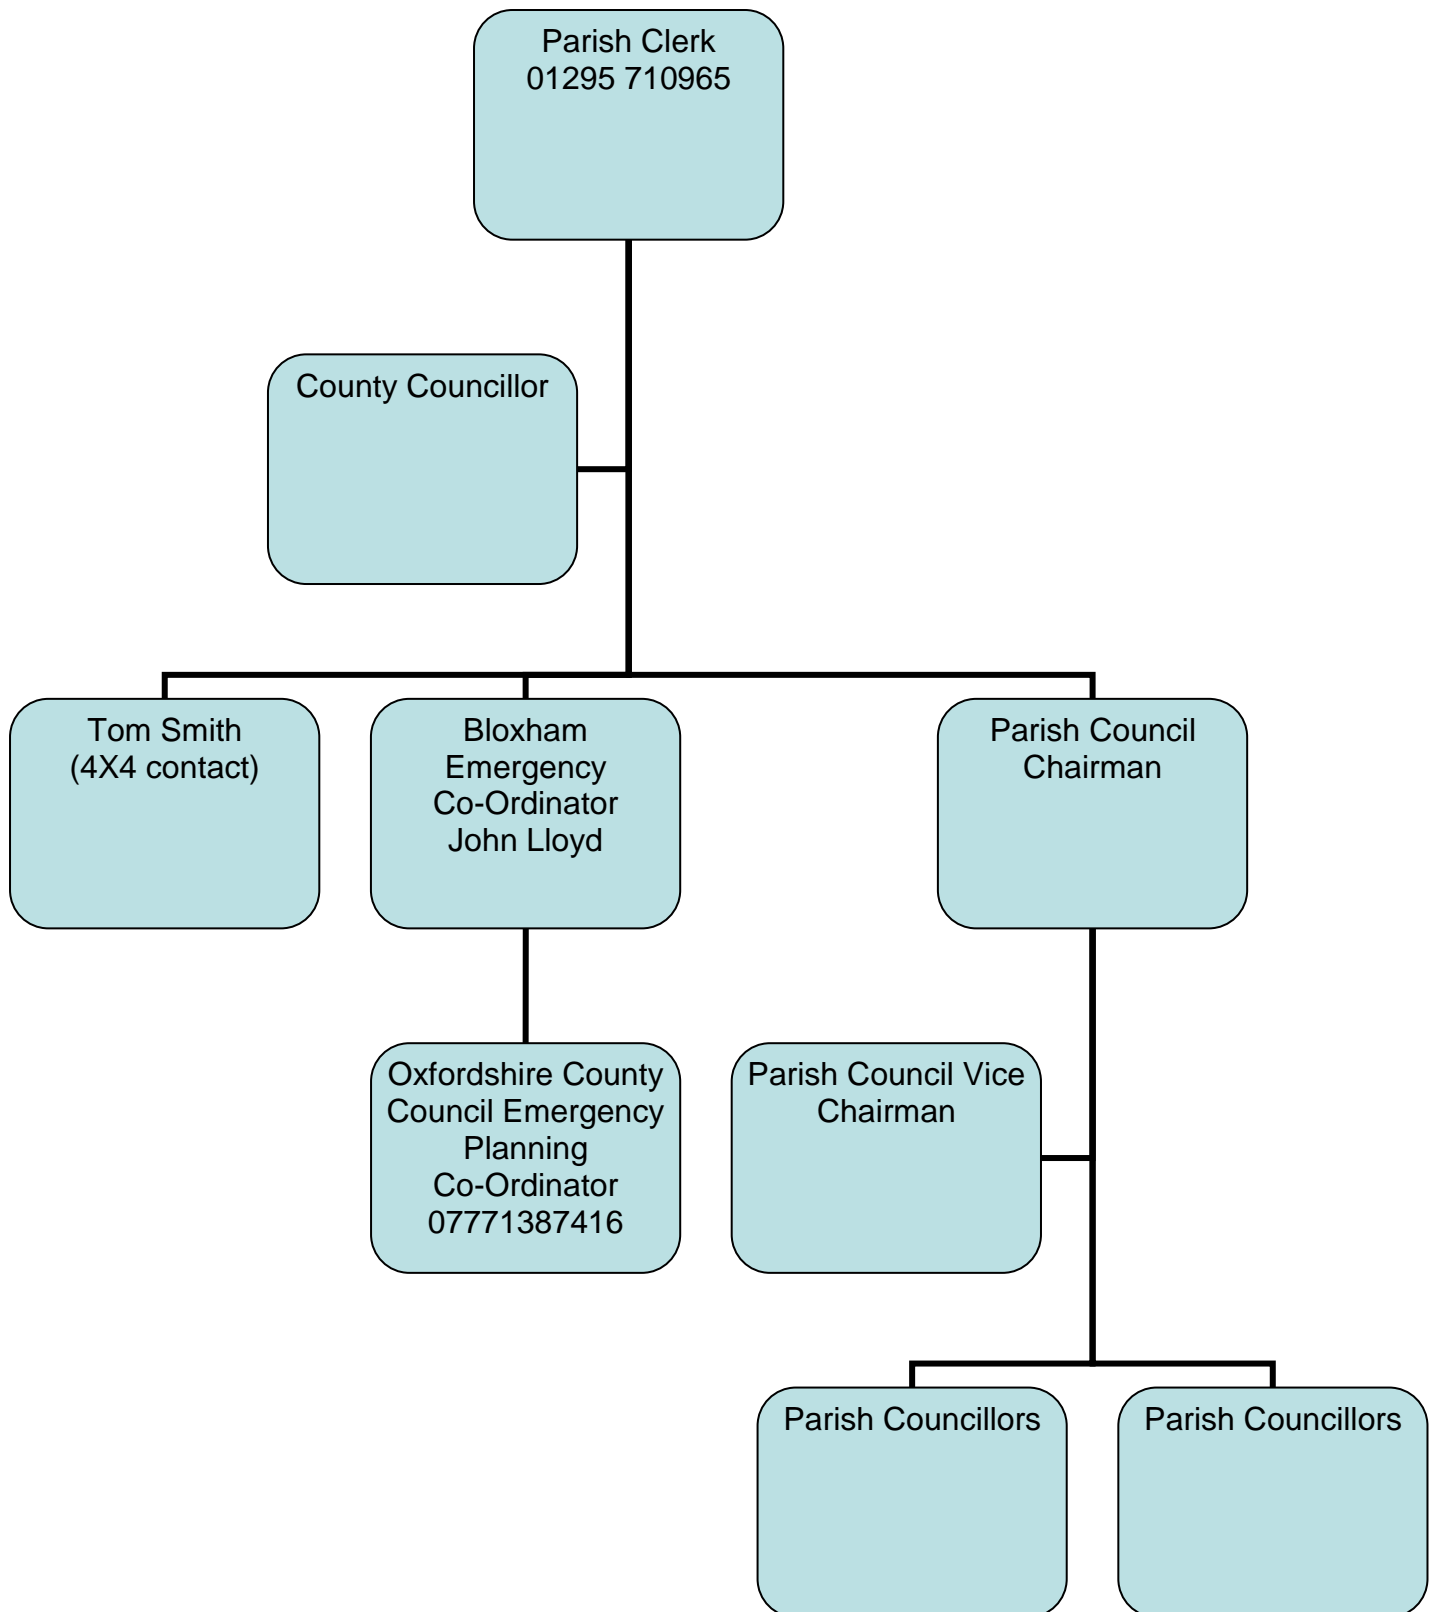 Parish Clerk
01295 710965
County Councillor
Tom Smith
(4X4 contact)
Bloxham
Emergency
Co-Ordinator
John Lloyd
Parish Council
Chairman
Oxfordshire County
Council Emergency
Planning
Co-Ordinator
07771387416
Parish Council Vice
Chairman
Parish Councillors
Parish Councillors